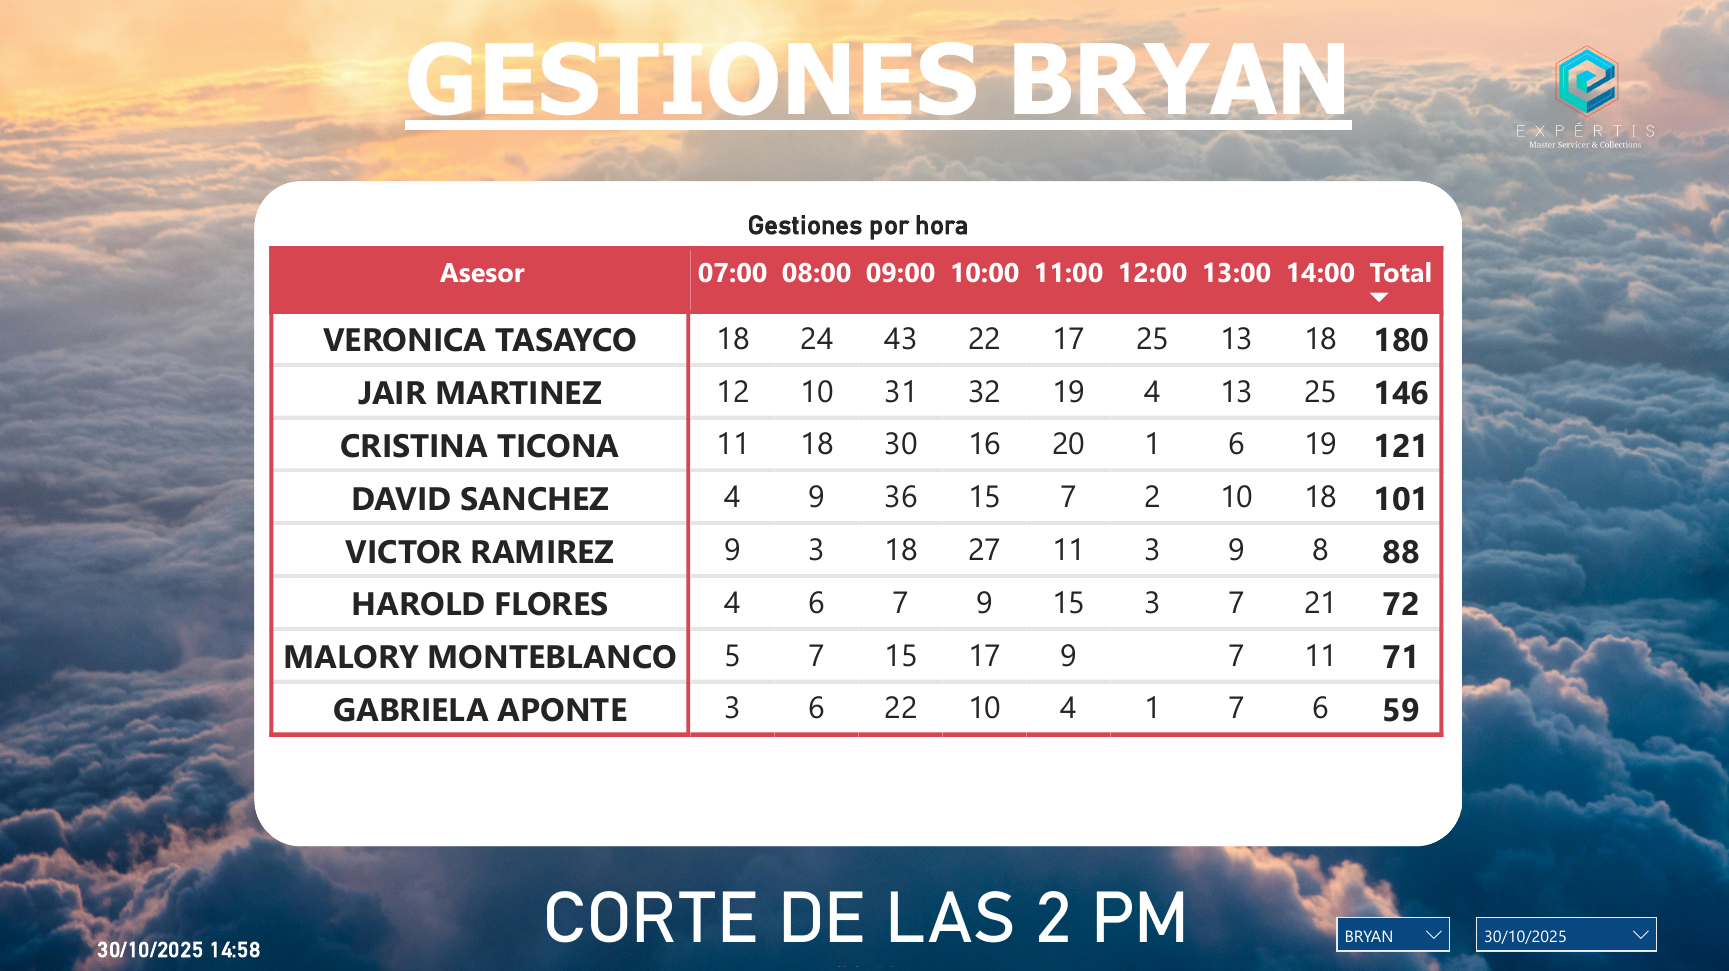 GESTIONES BRYAN
EXPÉRTIS
Master Servicer & Collections
Gestiones por hora
Asesor 07:00 08:00 09:00 10:00 11:00 12:00 13:00 14:00 Total
VERONICA TASAYCO 18 24 43 22 17 25 13 18 180
JAIR MARTINEZ 12 10 31 32 19 4 13 25 146
CRISTINA TICONA 11 18 30 16 20 1 6 19 121
DAVID SANCHEZ 4 9 36 15 7 2 10 18 101
VICTOR RAMIREZ 9 3 18 27 11 3 9 8 88
HAROLD FLORES 4 6 7 9 15 3 7 21 72
MALORY MONTEBLANCO 5 7 15 17 9 7 11 71
GABRIELA APONTE 3 6 22 10 4 1 7 6 59
CORTE DE LAS 2 PM
30/10/2025 14:58
BRYAN
30/10/2025